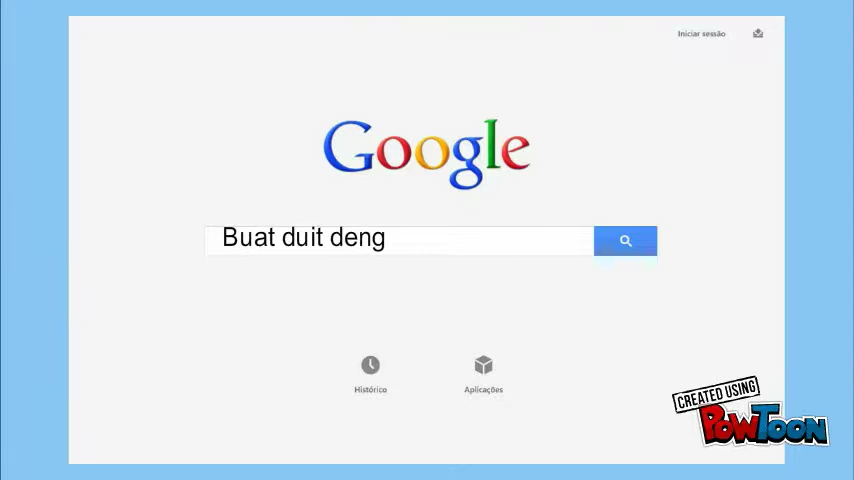 Iniciar sessão
Google
Buat duit deng
Histórico
Aplicações
CREATED USING
POWTOON